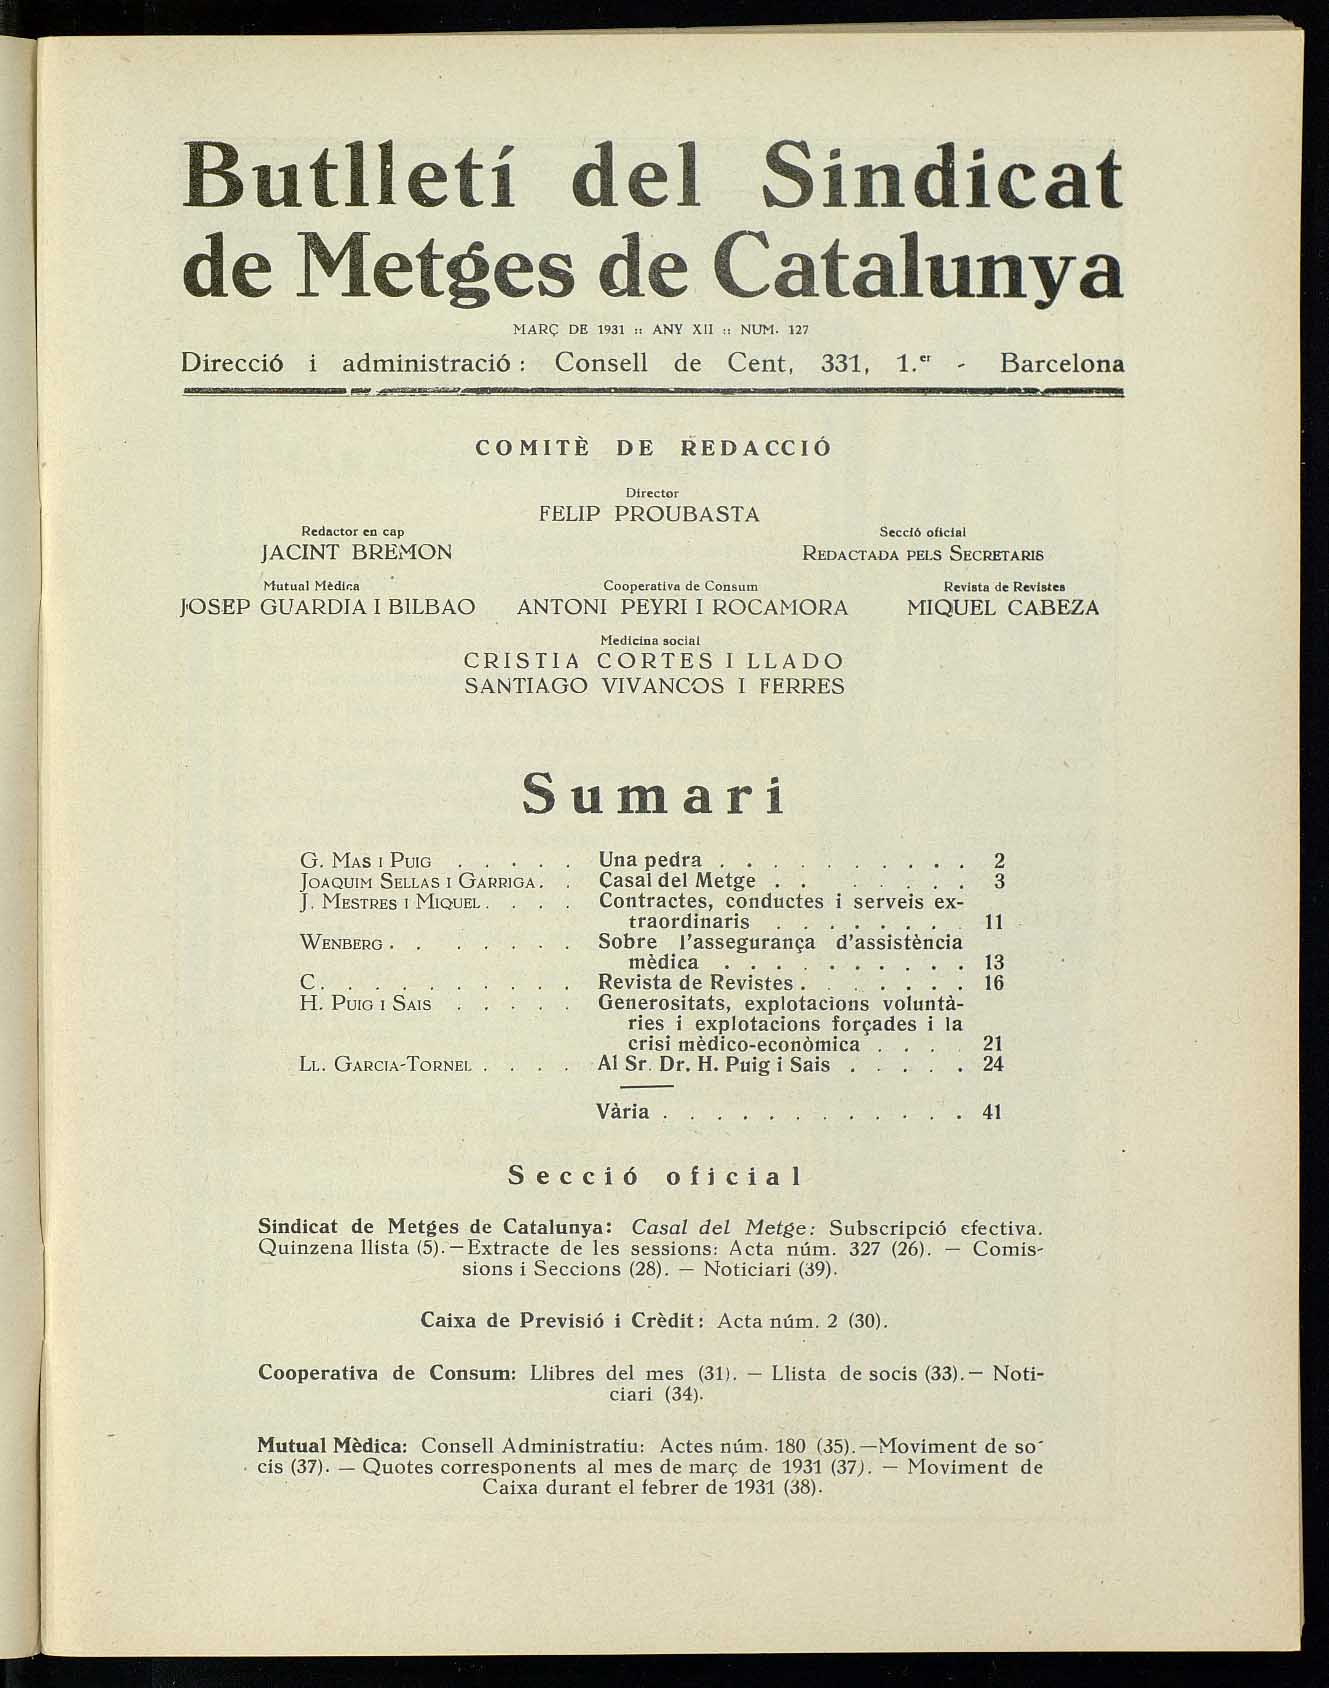 Butlletí del Sindicat
de Metges de Catalunya
MARÇ DE 1931 :: ANY XII :: NUM. 127
Direcció i administració : Consell de Cent, 331, 1.er - Barcelona
COMITÈ DE REDACCIÓ
Director
FELIP PROUBASTA
Redactor en cap
JACINT BREMON
Secció oficial
REDACTADA PELS SECRETARIS
Mutual Mèdica
JOSEP GUARDIA I BILBAO
Cooperativa de Consum
ANTONI PEYRI I ROCAMORA
Revista de Revistes
MIQUEL CABEZA
Medicina social
CRISTIA CORTES I LLADO
SANTIAGO VIVANCOS I FERRES
Sumari
G. MAS I PUIG . . . . . Una pedra . . . . . . . . . . 2
JOAQUIM SELLAS I GARRIGA . . Casal del Metge . . . . . . . 3
J. MESTRES I MIQUEL . . . . Contractes, conductes i serveis ex-
traordinaris . . . . . . . . 11
WENBERG . . . . . . . Sobre l'assegurança d'assistència
mèdica . . . . . . . . . . 13
C. . . . . . . . . . Revista de Revistes . . . . . . . 16
H. PUIG I SAIS . . . . . Generositats, explotacions voluntà-
ries i explotacions forçades i la
crisi mèdico-econòmica . . . . 21
LL. GARCIA-TORNEL . . . . Al Sr. Dr. H. Puig i Sais . . . . . 24
Vària . . . . . . . . . . . . 41
Secció oficial
Sindicat de Metges de Catalunya: Casal del Metge: Subscripció efectiva.
Quinzena llista (5). — Extracte de les sessions: Acta núm. 327 (26). — Comis-
sions i Seccions (28). — Noticiari (39).
Caixa de Previsió i Crèdit: Acta núm. 2 (30).
Cooperativa de Consum: Llibres del mes (31). — Llista de socis (33). — Noti-
ciari (34).
Mutual Mèdica: Consell Administratiu: Actes núm. 180 (35). — Moviment de so-
cis (37). — Quotes corresponents al mes de març de 1931 (37). — Moviment de
Caixa durant el febrer de 1931 (38).